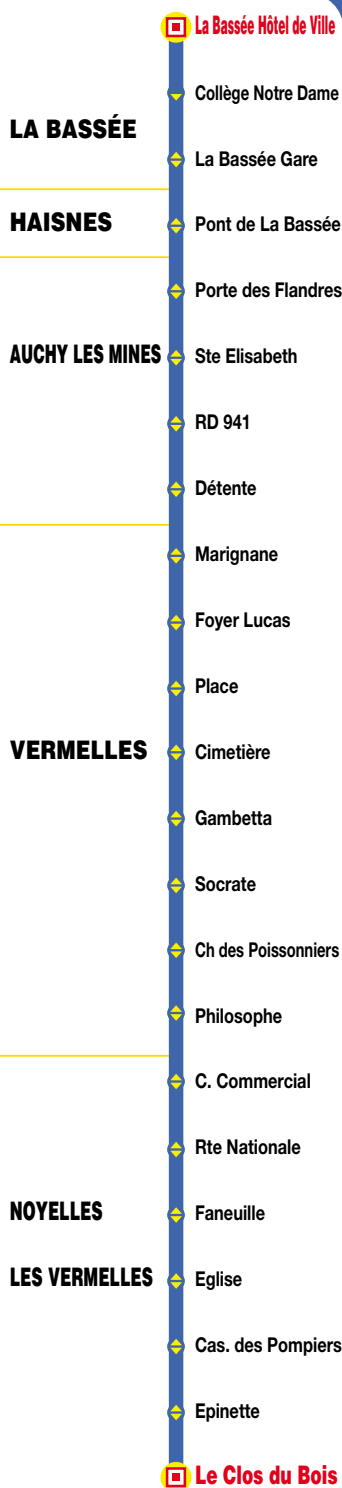 La Bassée Hôtel de Ville
Collège Notre Dame
LA BASSÉE
La Bassée Gare
HAISNES
Pont de La Bassée
Porte des Flandres
AUCHY LES MINES
Ste Elisabeth
RD 941
Détente
Marignane
Foyer Lucas
Place
VERMELLES
Cimetière
Gambetta
Socrate
Ch des Poissonniers
Philosophe
C. Commercial
Rte Nationale
NOYELLES
Faneuille
LES VERMELLES
Eglise
Cas. des Pompiers
Epinette
Le Clos du Bois